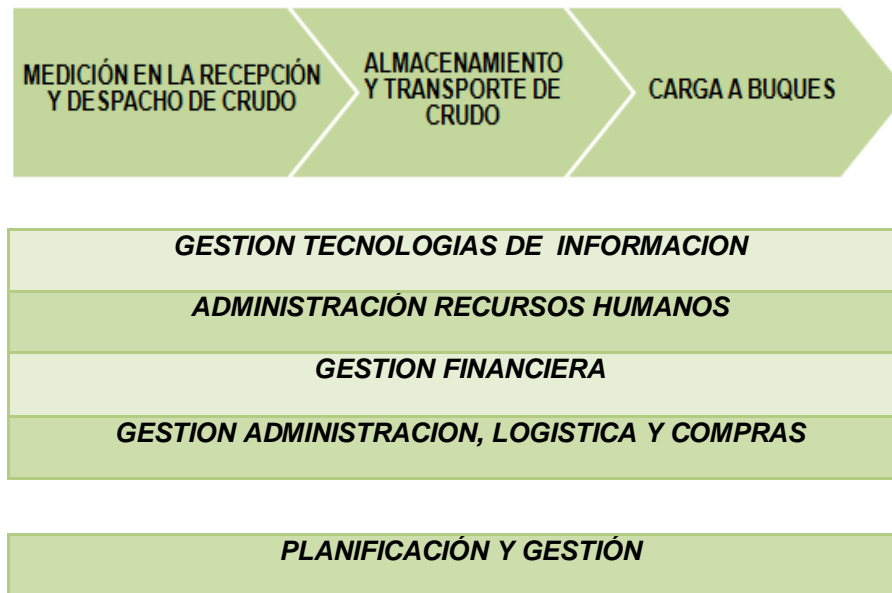 MEDICIÓN EN LA RECEPCIÓN
Y DESPACHO DE CRUDO
ALMACENAMIENTO
Y TRANSPORTE DE
CRUDO
CARGA A BUQUES
GESTION TECNOLOGIAS DE INFORMACION
ADMINISTRACIÓN RECURSOS HUMANOS
GESTION FINANCIERA
GESTION ADMINISTRACION, LOGISTICA Y COMPRAS
PLANIFICACIÓN Y GESTIÓN